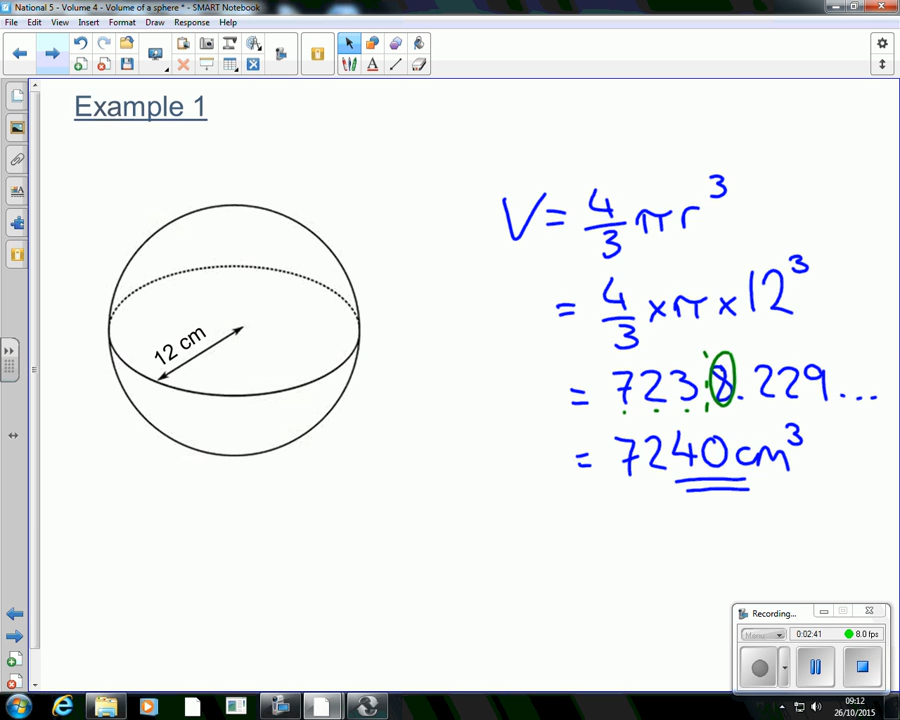 National 5 - Volume 4 - Volume of a sphere * - SMART Notebook
File Edit View Insert Format Draw Response Help
Example 1
12 cm
V = 4/3 πr³
= 4/3 × π × 12³
= 7238.229...
= 7240 cm³
Recording...
Menu
0:02:41 8.0 fps
09:12
26/10/2015